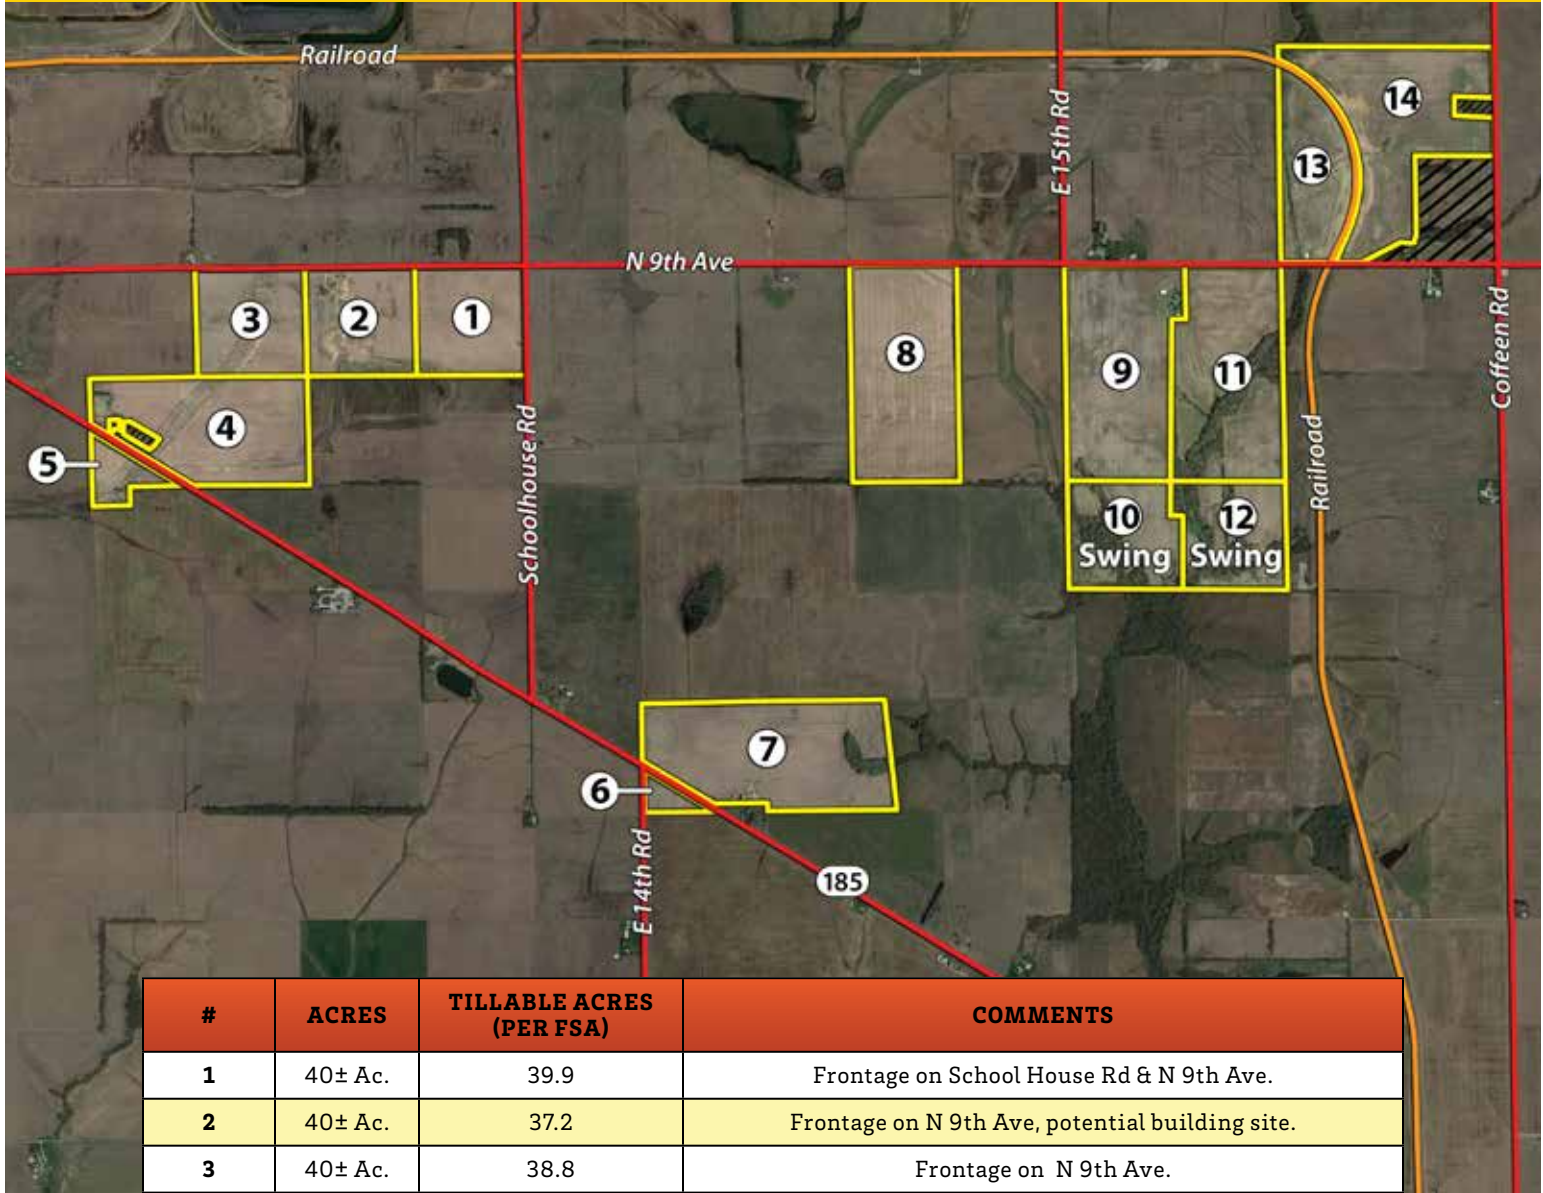 Railroad
E 15th Rd
14
13
N 9th Ave
3
2
1
8
9
11
Coffeen Rd
4
5
Schoolhouse Rd
Railroad
10
Swing
12
Swing
7
6
E 14th Rd
185
# ACRES TILLABLE ACRES (PER FSA) COMMENTS
1 40± Ac. 39.9 Frontage on School House Rd & N 9th Ave.
2 40± Ac. 37.2 Frontage on N 9th Ave, potential building site.
3 40± Ac. 38.8 Frontage on N 9th Ave.